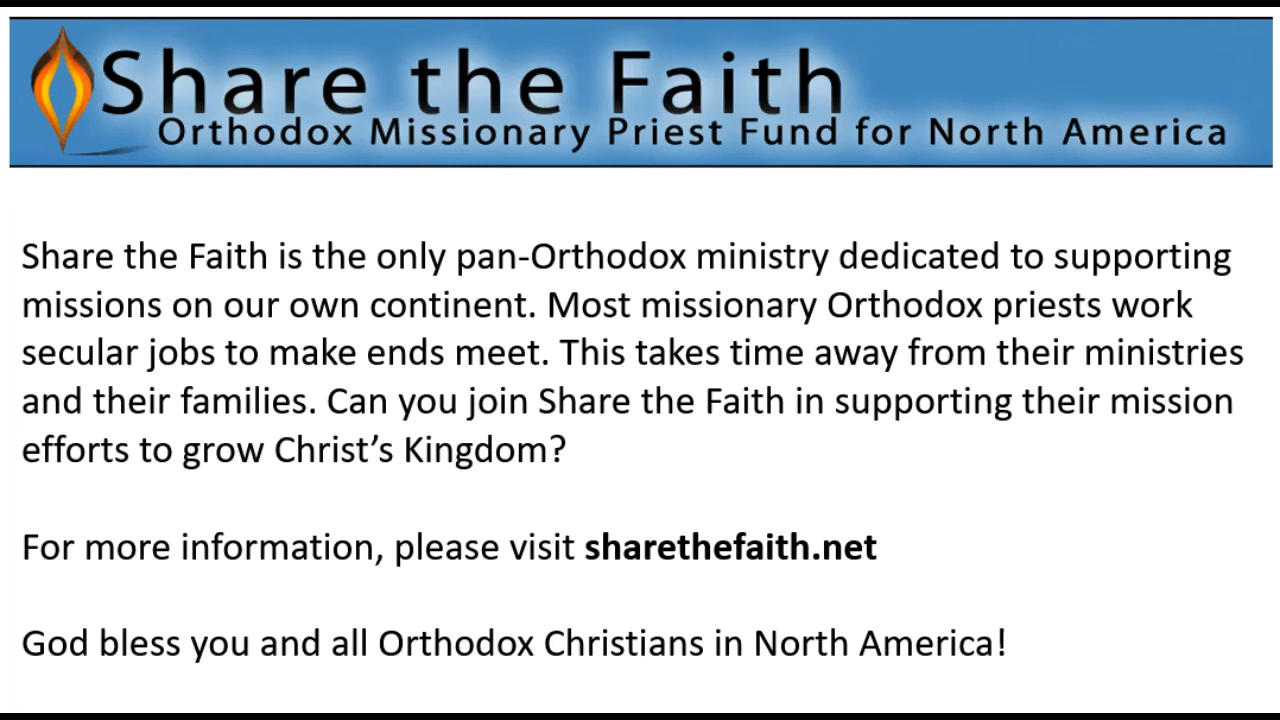 Share the Faith
Orthodox Missionary Priest Fund for North America
Share the Faith is the only pan-Orthodox ministry dedicated to supporting
missions on our own continent. Most missionary Orthodox priests work
secular jobs to make ends meet. This takes time away from their ministries
and their families. Can you join Share the Faith in supporting their mission
efforts to grow Christ’s Kingdom?
For more information, please visit sharethefaith.net
God bless you and all Orthodox Christians in North America!